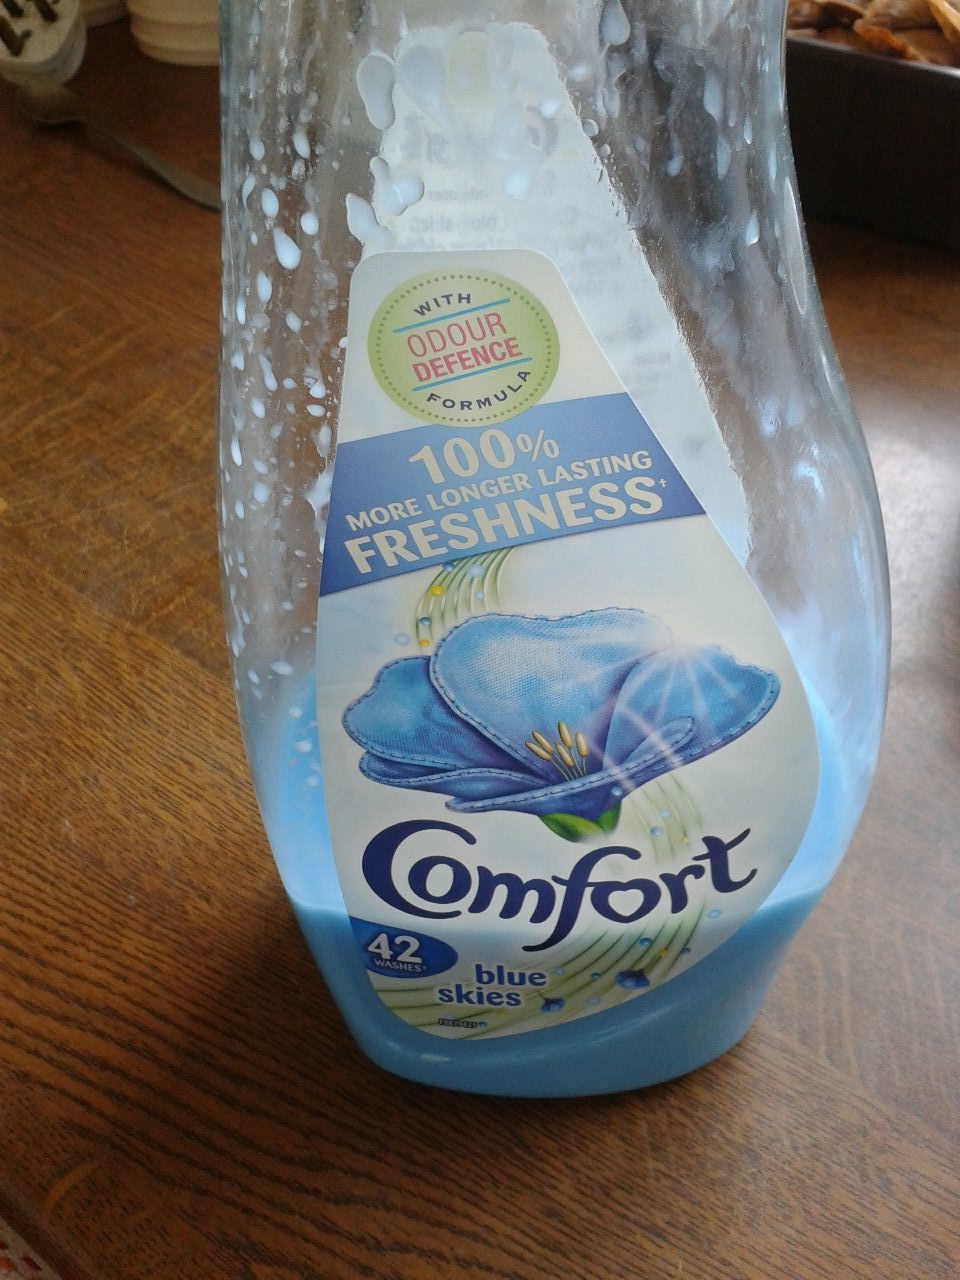 WITH
ODOUR
DEFENCE
FORMULA
100%
MORE LONGER LASTING
FRESHNESS†
Comfort
42
WASHES*
blue
skies